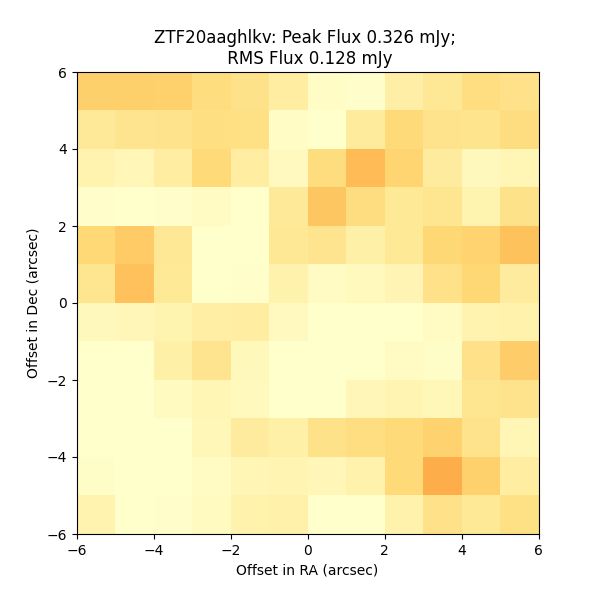 ZTF20aaghlkv: Peak Flux 0.326 mJy;
RMS Flux 0.128 mJy
6
4
2
0
−2
−4
−6
Offset in Dec (arcsec)
−6 −4 −2 0 2 4 6
Offset in RA (arcsec)